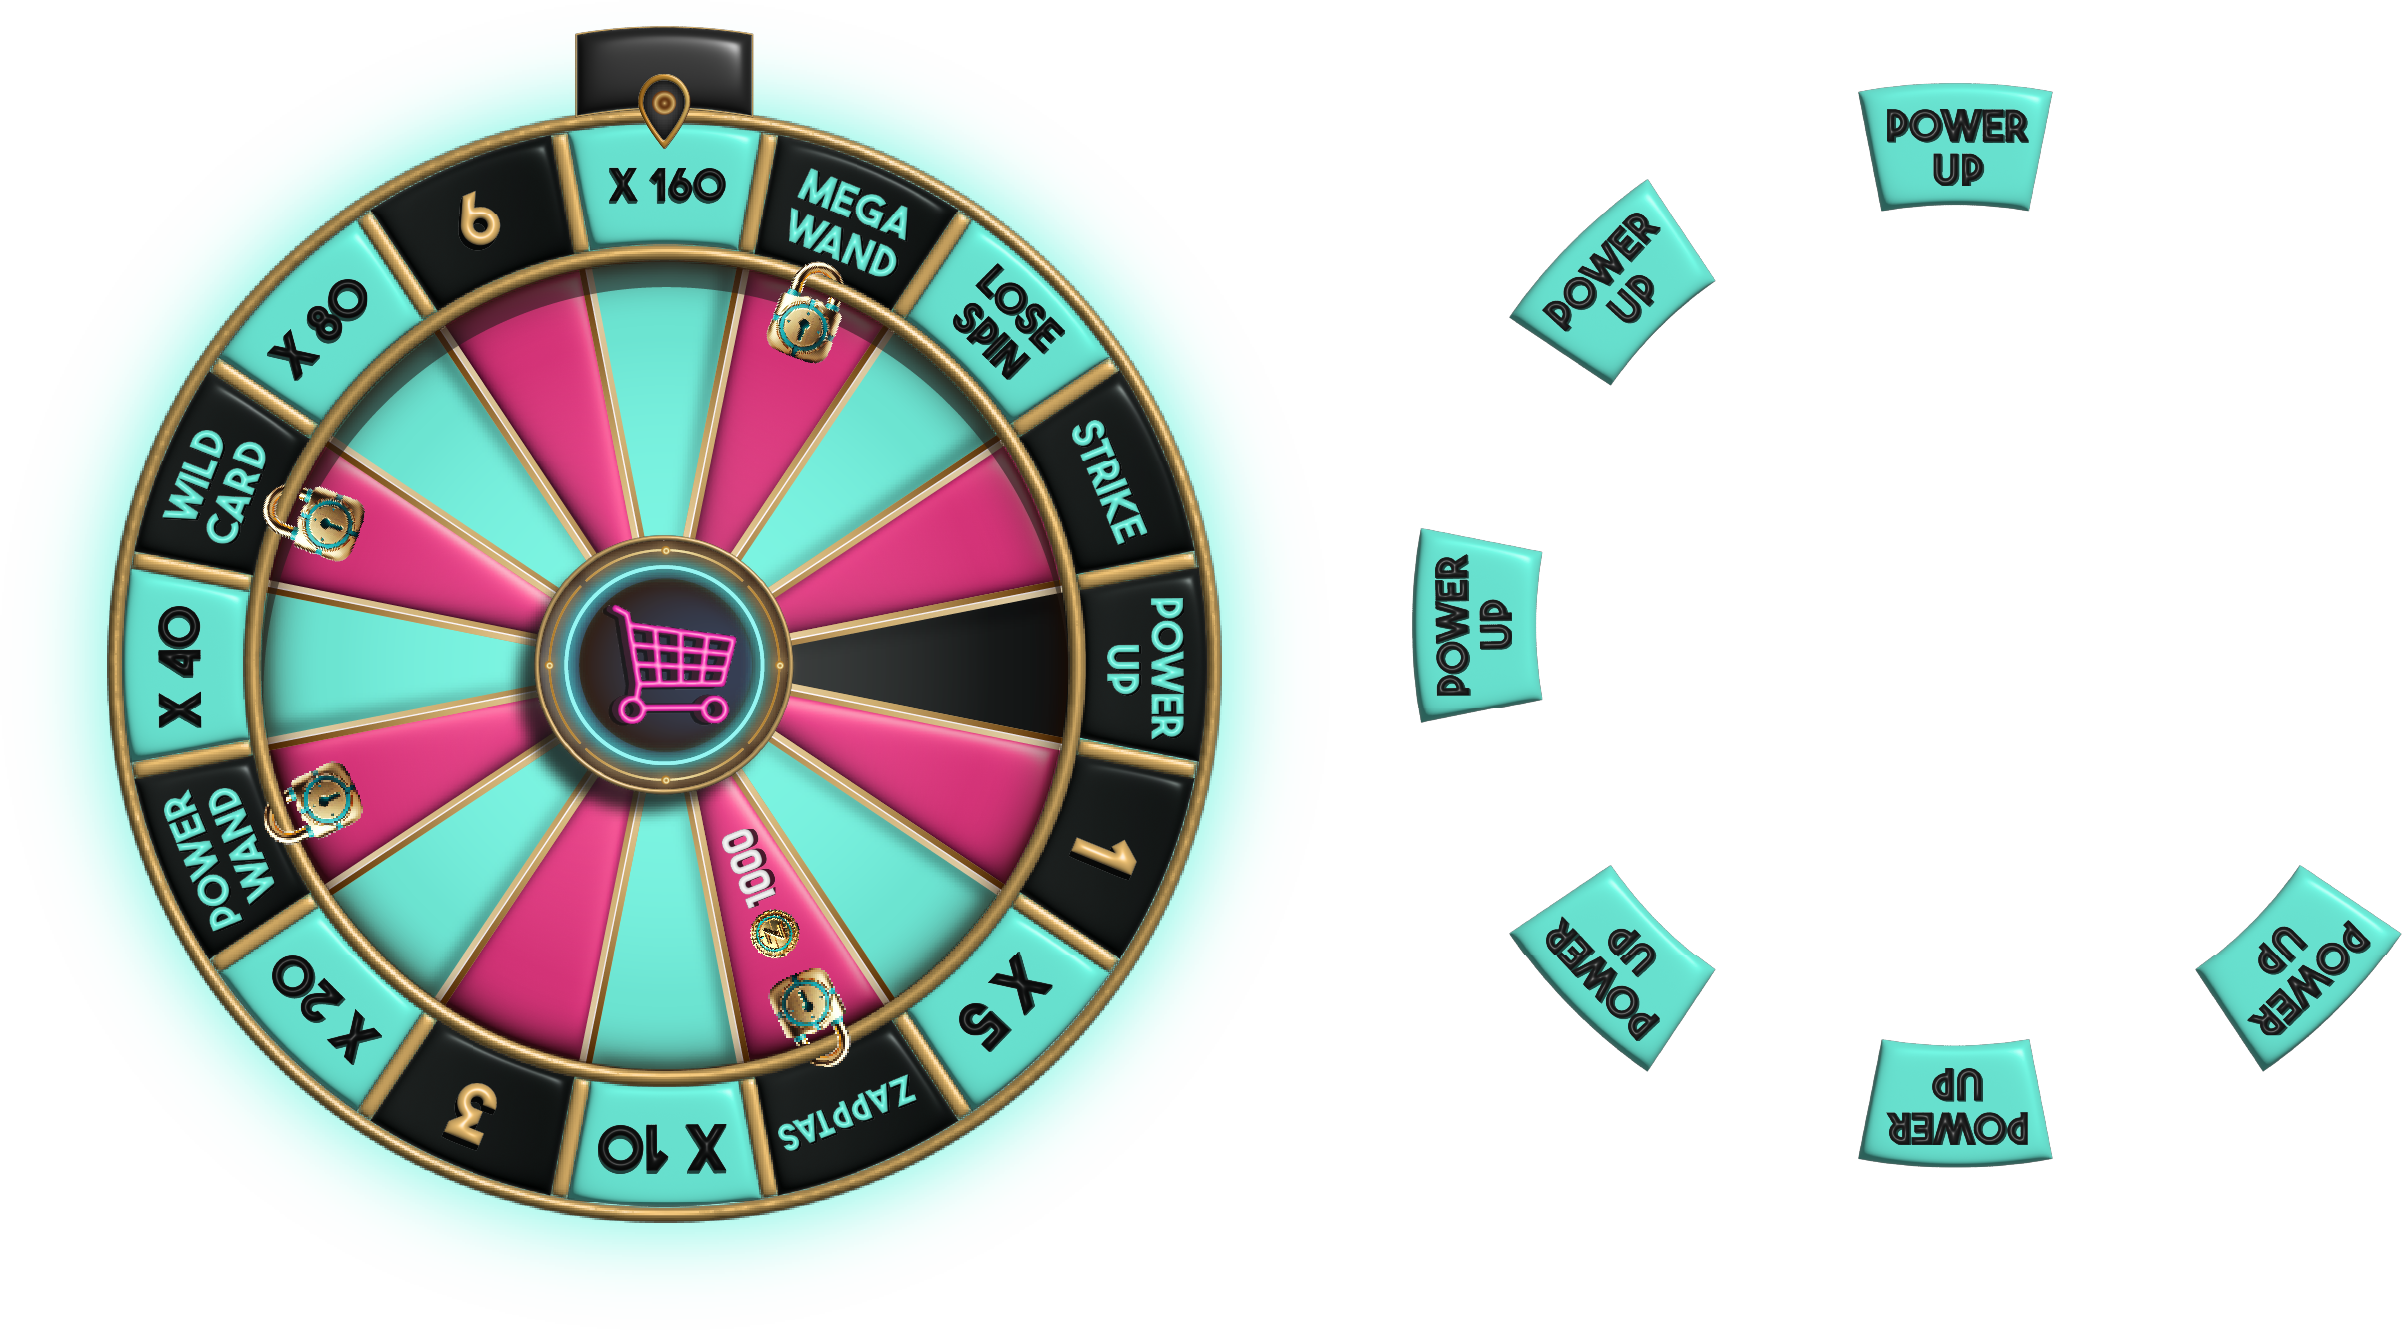 X 160
MEGA
WAND
LOSE
SPIN
STRIKE
POWER
UP
1
X 5
ZAPPTAS
X 10
3
X 20
POWER
WAND
X 40
WILD
CARD
X 80
6
1000
POWER
UP
POWER
UP
POWER
UP
POWER
UP
POWER
UP
POWER
UP